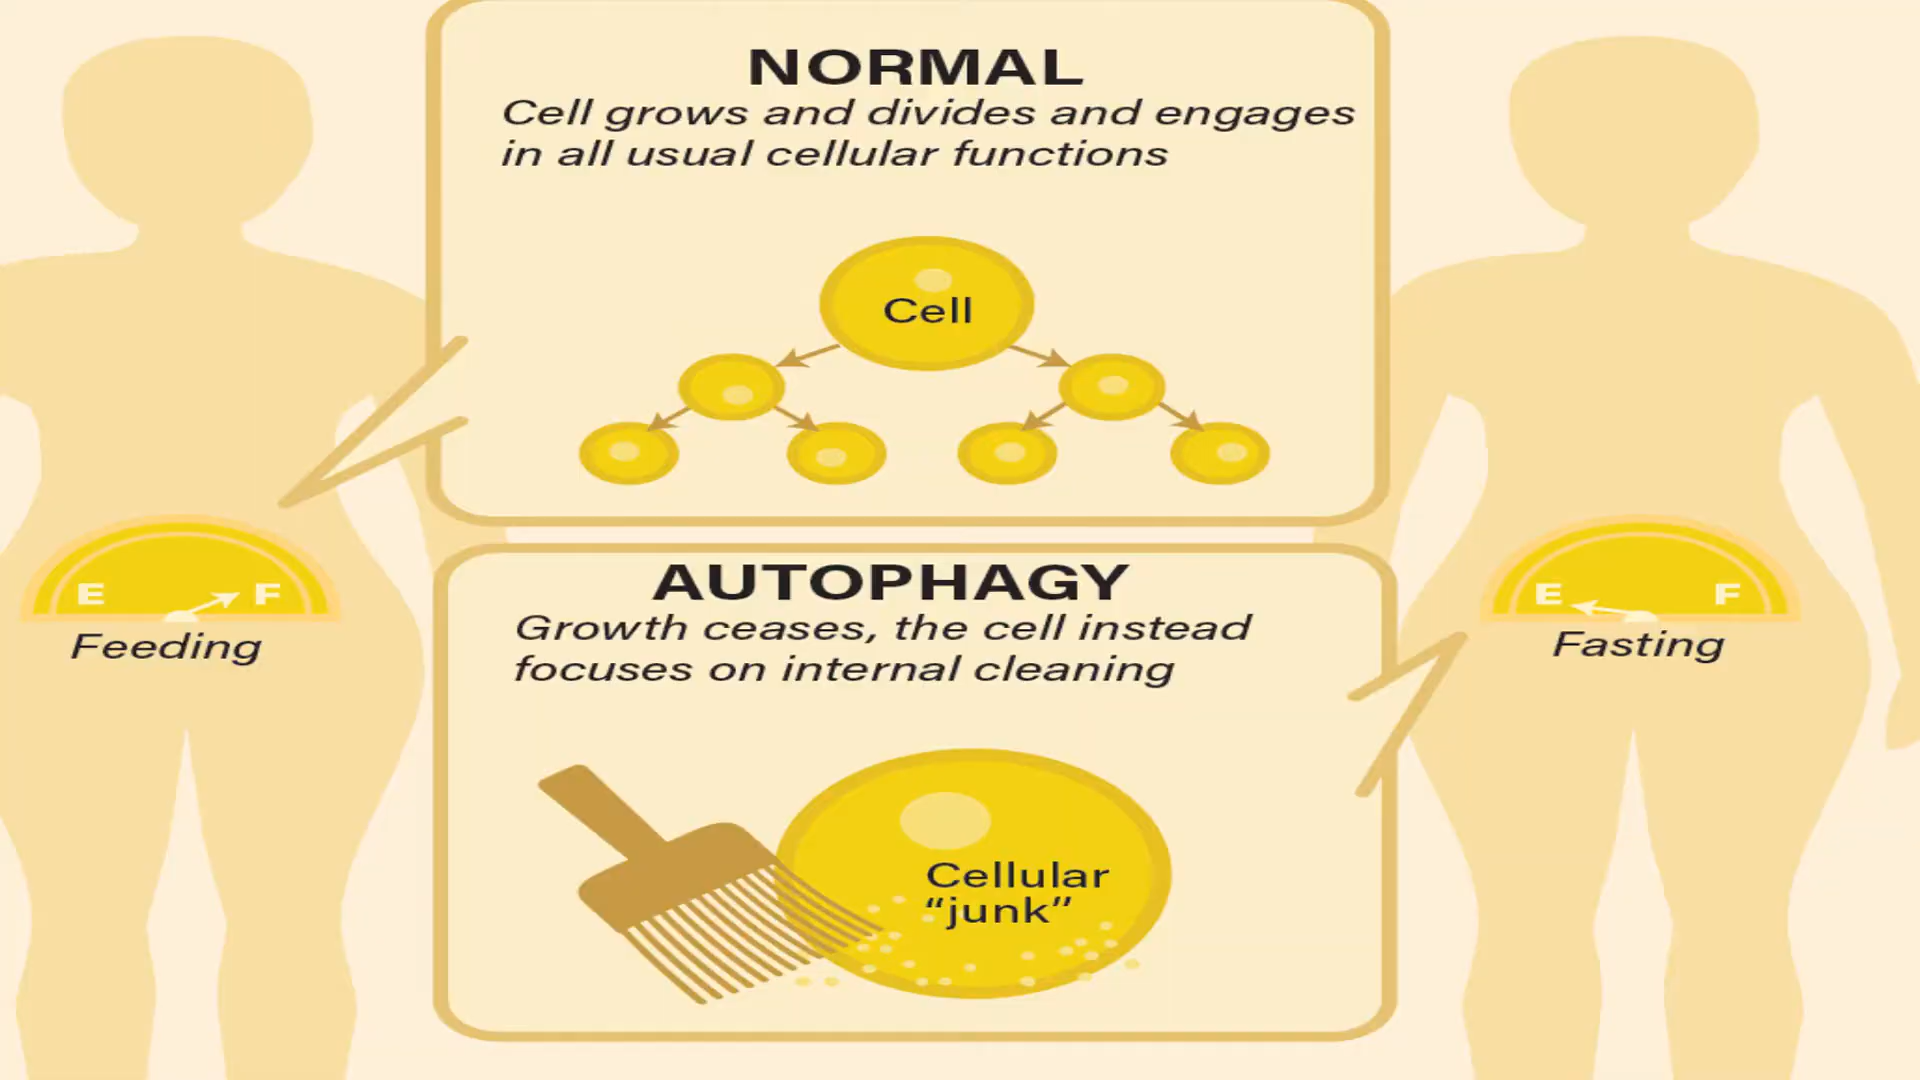 NORMAL
Cell grows and divides and engages
in all usual cellular functions
Cell
E F
Feeding
AUTOPHAGY
Growth ceases, the cell instead
focuses on internal cleaning
Cellular
“junk”
E F
Fasting